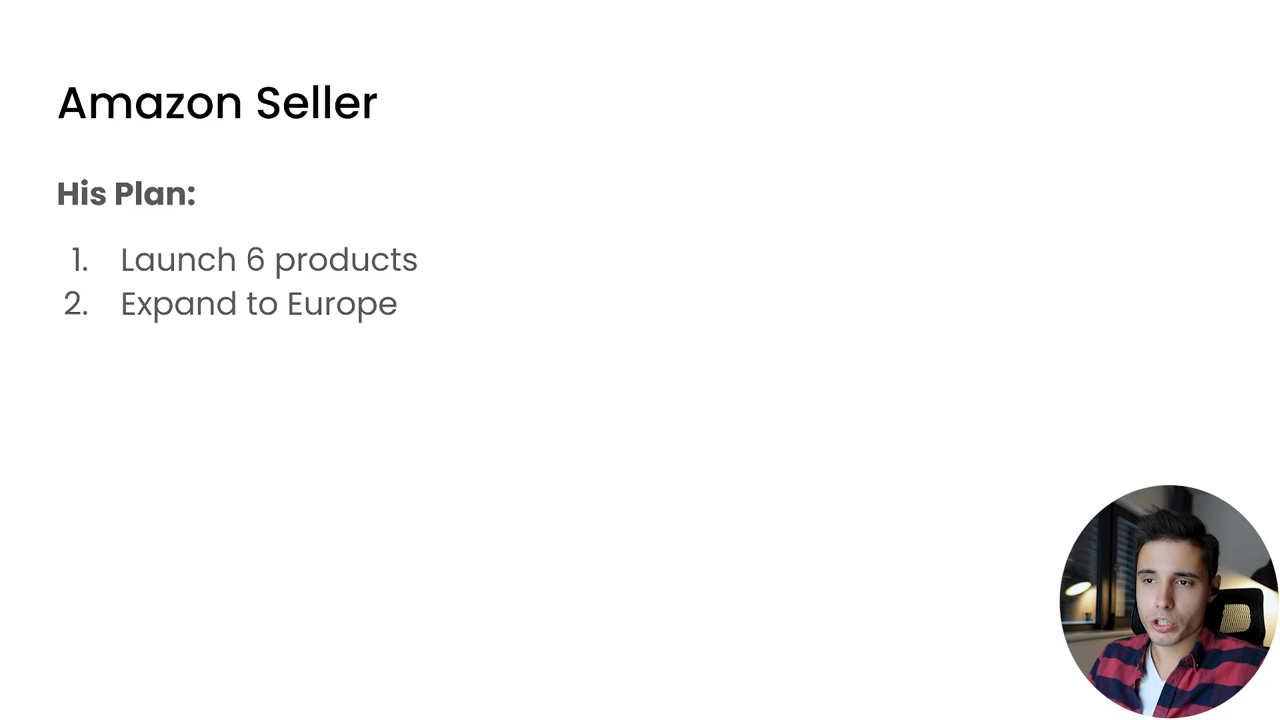 Amazon Seller
His Plan:
1. Launch 6 products
2. Expand to Europe